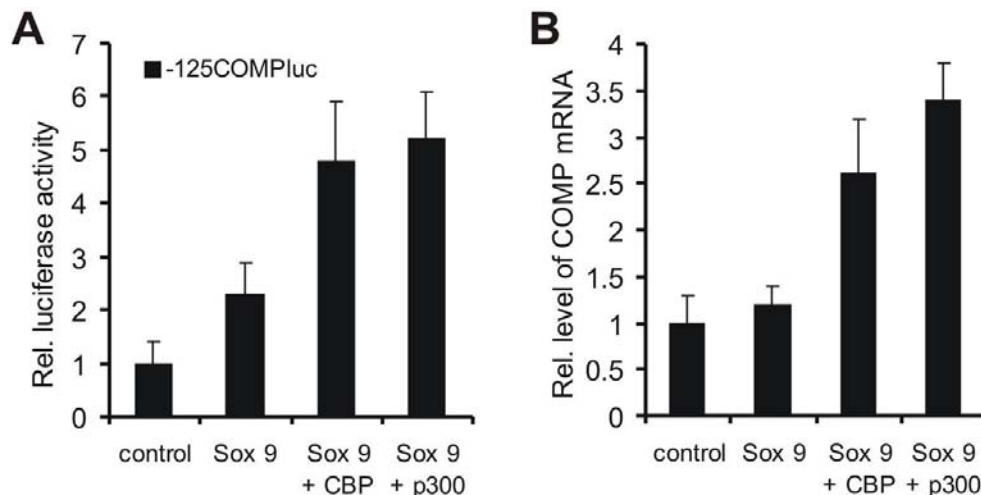 A
Rel. luciferase activity
7
6
5
4
3
2
1
0
-125COMPluc
control
Sox 9
Sox 9
+ CBP
Sox 9
+ p300
B
Rel. level of COMP mRNA
4
3.5
3
2.5
2
1.5
1
0.5
0
control
Sox 9
Sox 9
+ CBP
Sox 9
+ p300